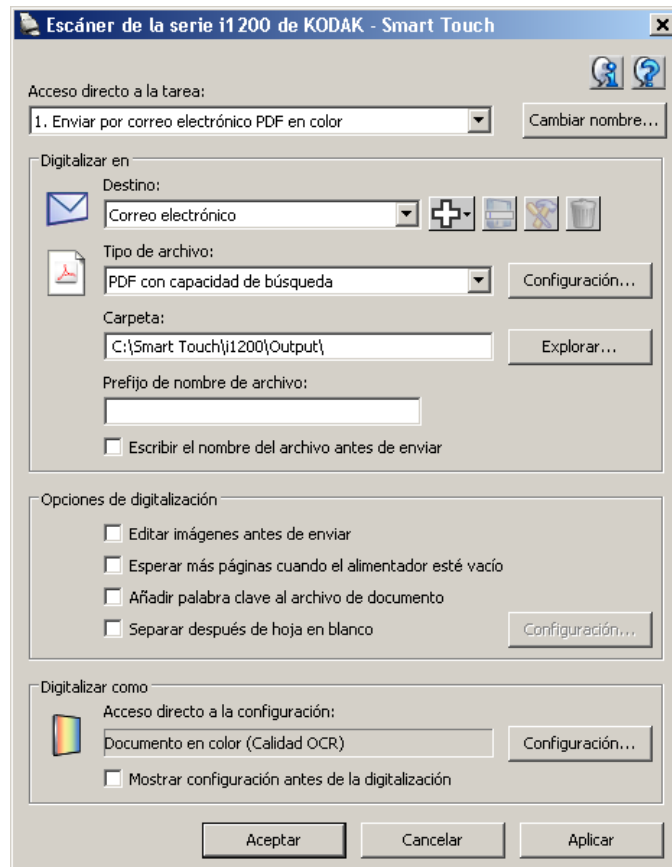 Escáner de la serie i1200 de KODAK - Smart Touch
Acceso directo a la tarea:
1. Enviar por correo electrónico PDF en color
Cambiar nombre...
Digitalizar en
Destino:
Correo electrónico
Tipo de archivo:
PDF con capacidad de búsqueda
Configuración...
Carpeta:
C:\Smart Touch\i1200\Output\
Explorar...
Prefijo de nombre de archivo:
Escribir el nombre del archivo antes de enviar
Opciones de digitalización
Editar imágenes antes de enviar
Esperar más páginas cuando el alimentador esté vacío
Añadir palabra clave al archivo de documento
Separar después de hoja en blanco
Configuración...
Digitalizar como
Acceso directo a la configuración:
Documento en color (Calidad OCR)
Configuración...
Mostrar configuración antes de la digitalización
Aceptar
Cancelar
Aplicar